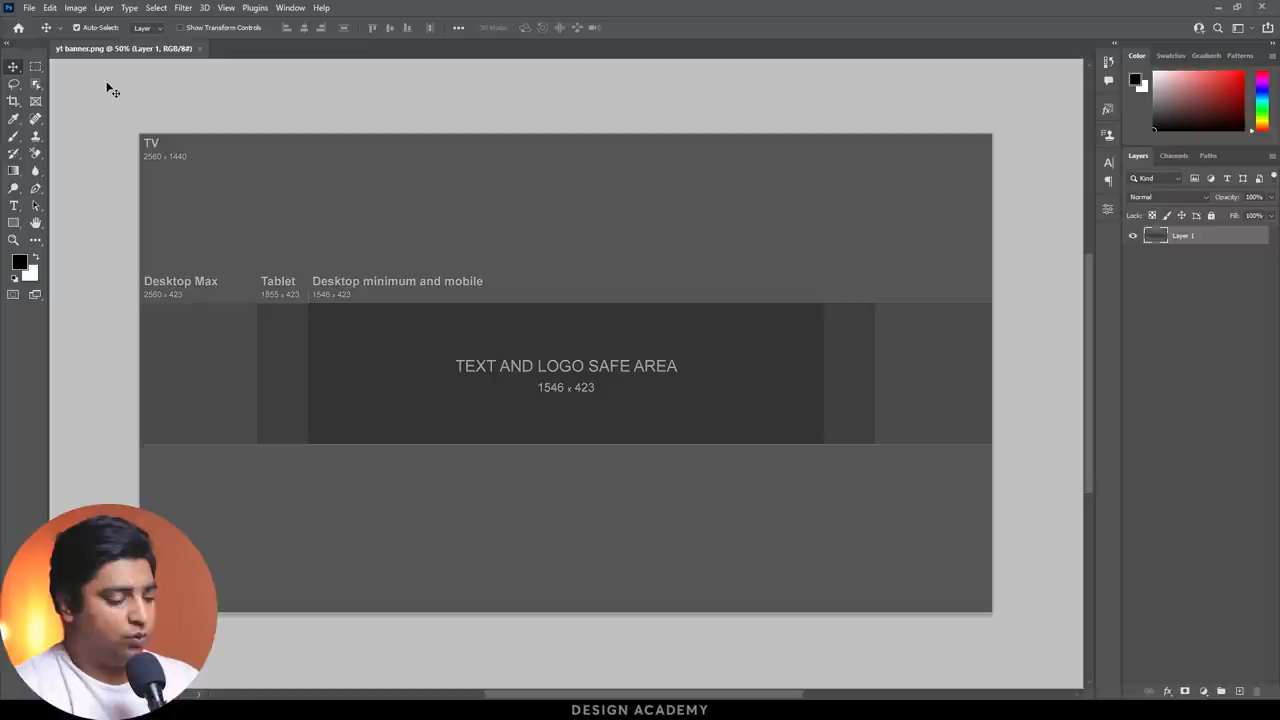 Ps File Edit Image Layer Type Select Filter 3D View Plugins Window Help
Auto-Select: Layer Show Transform Controls 3D Mode:
yt banner.png @ 50% (Layer 1, RGB/8#)
Color Swatches Gradients Patterns
TV
2560 x 1440
Layers Channels Paths
Kind
Normal Opacity: 100%
Lock: Fill: 100%
Layer 1
Desktop Max Tablet Desktop minimum and mobile
2560 x 423 1855 x 423 1546 x 423
TEXT AND LOGO SAFE AREA
1546 x 423
DESIGN ACADEMY